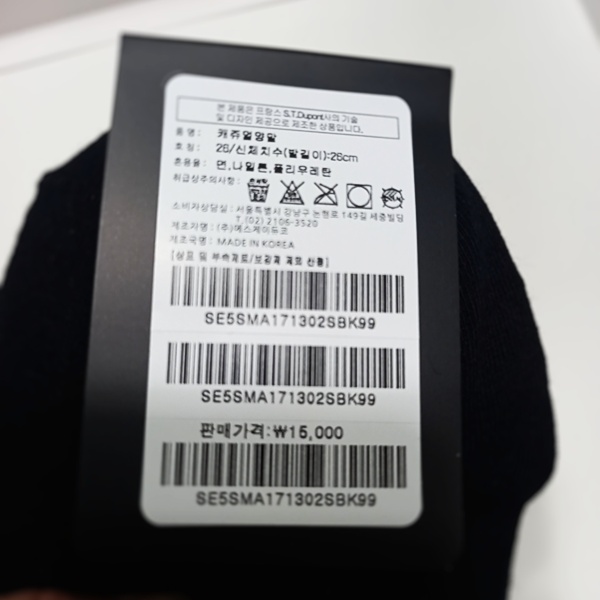 본 제품은 프랑스 S.T.Dupont사의 기술
및 디자인 제공으로 제조한 상품입니다.
품명 : 캐쥬얼양말
호칭 : 26/신체치수(발길이):26cm
혼용율 : 면,나일론,폴리우레탄
취급상주의사항 :
소비자상담실 : 서울특별시 강남구 논현로 149길 세중빌딩
T.(02) 2106-3520
제조자명 : (주)에스제이듀코
제조국명 : MADE IN KOREA
[상표 및 부속제로/보강제 제외 산통]
SE5SMA171302SBK99
SE5SMA171302SBK99
판매가격:₩15,000
SE5SMA171302SBK99